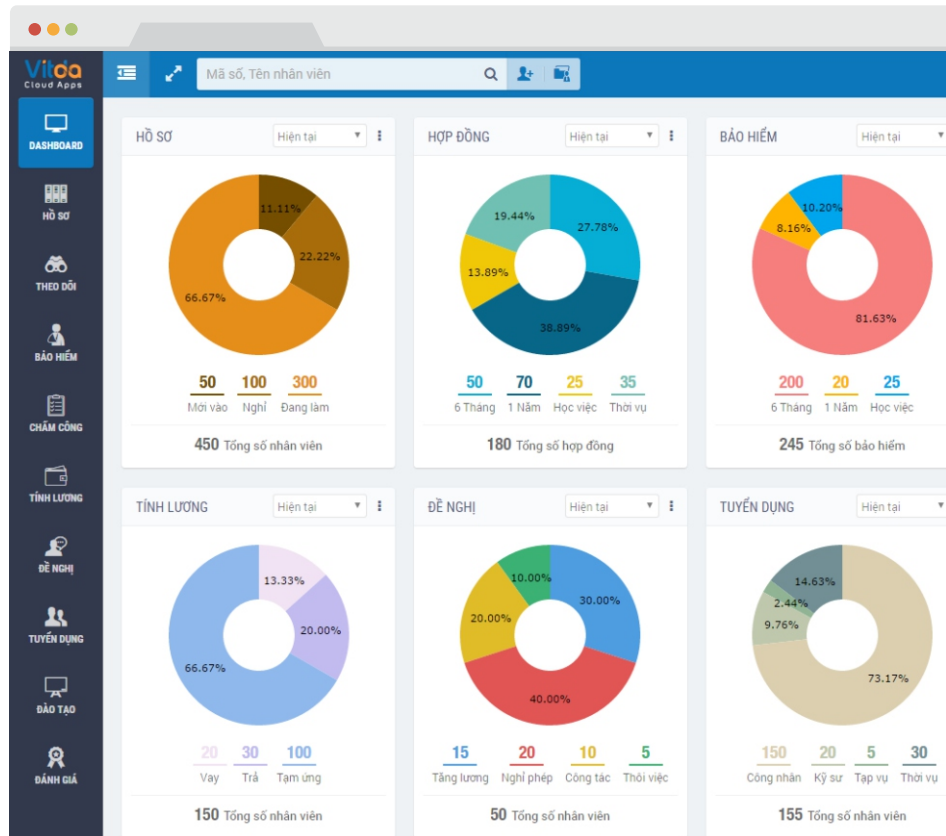 Vitda
Cloud Apps
Mã số, Tên nhân viên
DASHBOARD
HỒ SƠ
THEO DÕI
BẢO HIỂM
CHẤM CÔNG
TÍNH LƯƠNG
ĐỀ NGHỊ
TUYỂN DỤNG
ĐÀO TẠO
ĐÁNH GIÁ
HỒ SƠ Hiện tại
11.11%
22.22%
66.67%
50 100 300
Mới vào Nghỉ Đang làm
450 Tổng số nhân viên
HỢP ĐỒNG Hiện tại
19.44%
27.78%
13.89%
38.89%
50 70 25 35
6 Tháng 1 Năm Học việc Thời vụ
180 Tổng số hợp đồng
BẢO HIỂM Hiện tại
10.20%
8.16%
81.63%
200 20 25
6 Tháng 1 Năm Học việc
245 Tổng số bảo hiểm
TÍNH LƯƠNG Hiện tại
13.33%
20.00%
66.67%
20 30 100
Vay Trả Tạm ứng
150 Tổng số nhân viên
ĐỀ NGHỊ Hiện tại
10.00%
30.00%
20.00%
40.00%
15 20 10 5
Tăng lương Nghỉ phép Công tác Thôi việc
50 Tổng số nhân viên
TUYỂN DỤNG Hiện tại
14.63%
2.44%
9.76%
73.17%
150 20 5 30
Công nhân Kỹ sư Tạp vụ Thời vụ
155 Tổng số nhân viên